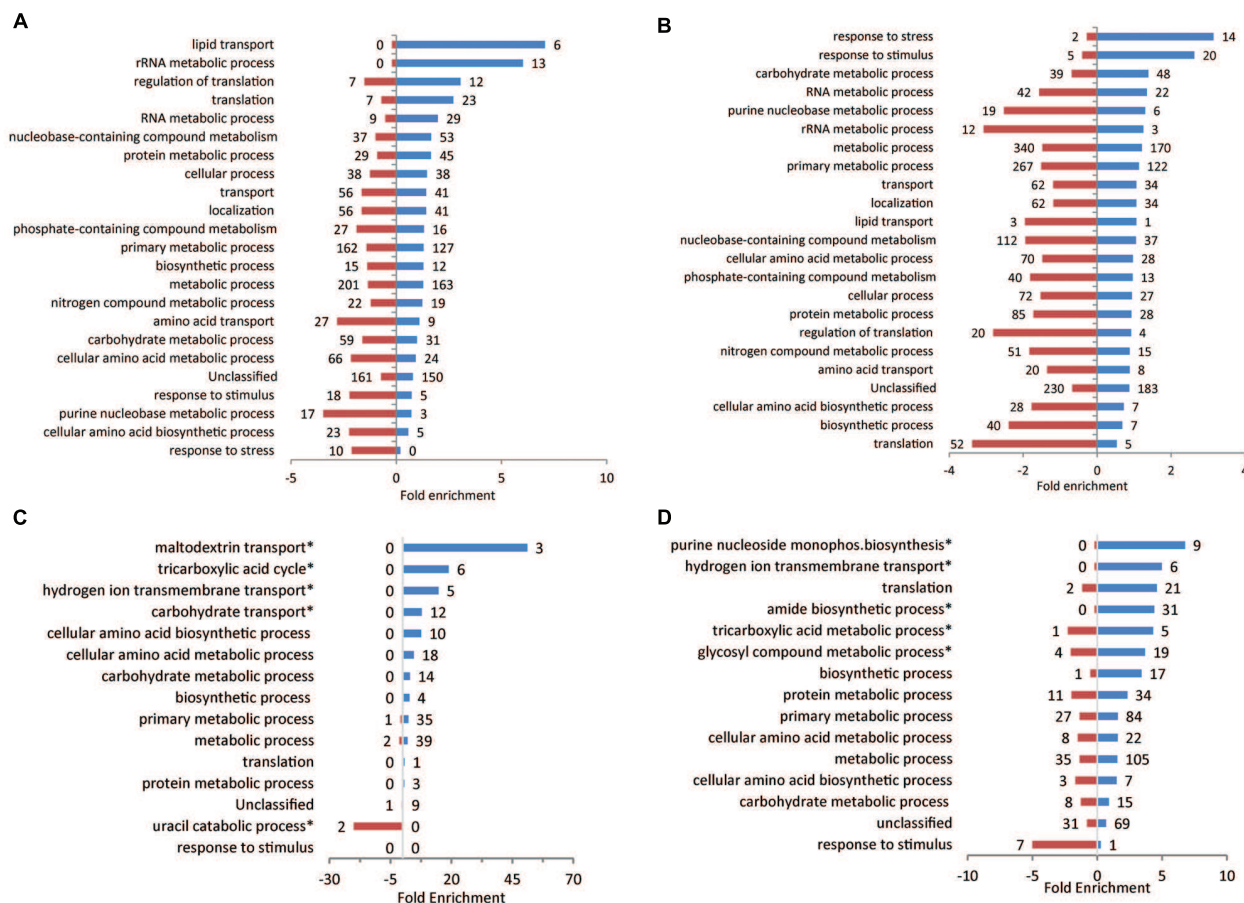 A
lipid transport 0 6
rRNA metabolic process 0 13
regulation of translation 7 12
translation 7 23
RNA metabolic process 9 29
nucleobase-containing compound metabolism 37 53
protein metabolic process 29 45
cellular process 38 38
transport 56 41
localization 56 41
phosphate-containing compound metabolism 27 16
primary metabolic process 162 127
biosynthetic process 15 12
metabolic process 201 163
nitrogen compound metabolic process 22 19
amino acid transport 27 9
carbohydrate metabolic process 59 31
cellular amino acid metabolic process 66 24
Unclassified 161 150
response to stimulus 18 5
purine nucleobase metabolic process 17 3
cellular amino acid biosynthetic process 23 5
response to stress 10 0
-5 0 5 10
Fold enrichment
B
response to stress 2 14
response to stimulus 5 20
carbohydrate metabolic process 39 48
RNA metabolic process 42 22
purine nucleobase metabolic process 19 6
rRNA metabolic process 12 3
metabolic process 340 170
primary metabolic process 267 122
transport 62 34
localization 62 34
lipid transport 3 1
nucleobase-containing compound metabolism 112 37
cellular amino acid metabolic process 70 28
phosphate-containing compound metabolism 40 13
cellular process 72 27
protein metabolic process 85 28
regulation of translation 20 4
nitrogen compound metabolic process 51 15
amino acid transport 20 8
Unclassified 230 183
cellular amino acid biosynthetic process 28 7
biosynthetic process 40 7
translation 52 5
-4 -2 0 2 4
Fold enrichment
C
maltodextrin transport* 0 3
tricarboxylic acid cycle* 0 6
hydrogen ion transmembrane transport* 0 5
carbohydrate transport* 0 12
cellular amino acid biosynthetic process 0 10
cellular amino acid metabolic process 0 18
carbohydrate metabolic process 0 14
biosynthetic process 0 4
primary metabolic process 1 35
metabolic process 2 39
translation 0 1
protein metabolic process 0 3
Unclassified 1 9
uracil catabolic process* 2 0
response to stimulus 0 0
-30 -5 20 45 70
Fold Enrichment
D
purine nucleoside monophos.biosynthesis* 0 9
hydrogen ion transmembrane transport* 0 6
translation 2 21
amide biosynthetic process* 0 31
tricarboxylic acid metabolic process* 1 5
glycosyl compound metabolic process* 4 19
biosynthetic process 1 17
protein metabolic process 11 34
primary metabolic process 27 84
cellular amino acid metabolic process 8 22
metabolic process 35 105
cellular amino acid biosynthetic process 3 7
carbohydrate metabolic process 8 15
unclassified 31 69
response to stimulus 7 1
-10 -5 0 5 10
Fold Enrichment